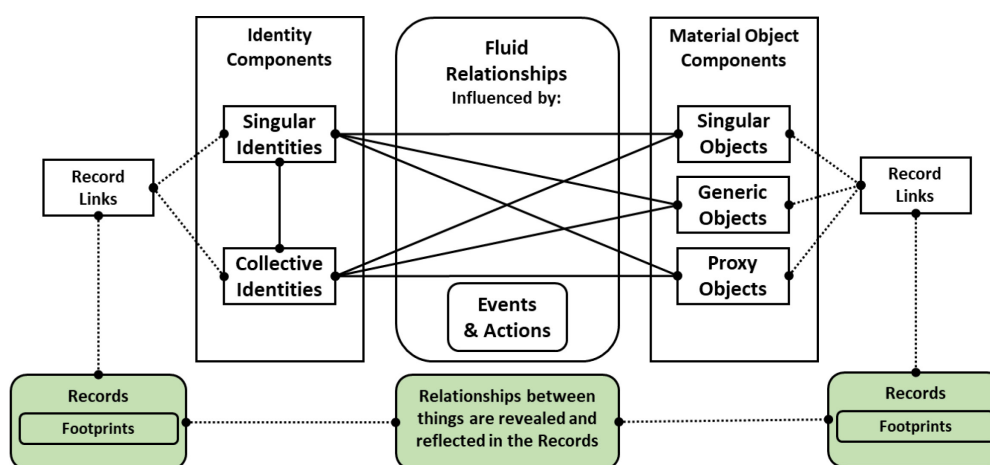 Identity
Components
Singular
Identities
Collective
Identities
Record
Links
Fluid
Relationships
Influenced by:
Events
& Actions
Material Object
Components
Singular
Objects
Generic
Objects
Proxy
Objects
Record
Links
Records
Footprints
Relationships between
things are revealed and
reflected in the Records
Records
Footprints